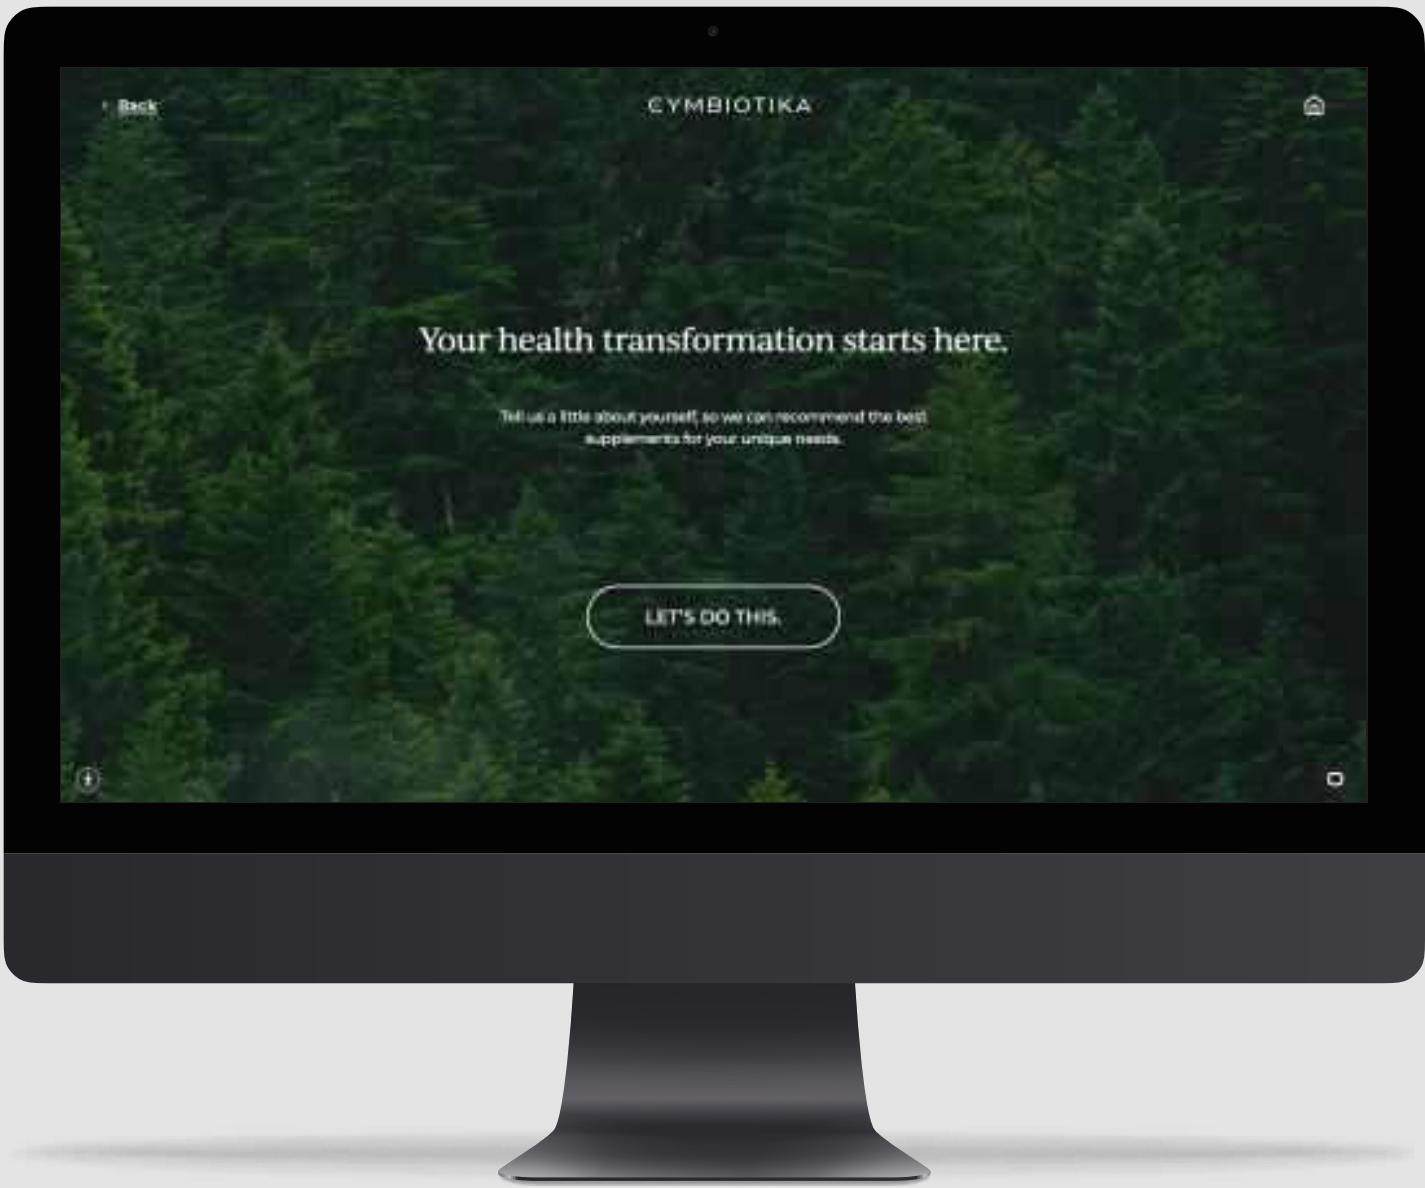 Back
CYMBIOTIKA
Your health transformation starts here.
Tell us a little about yourself, so we can recommend the best
supplements for your unique needs.
LET'S DO THIS.